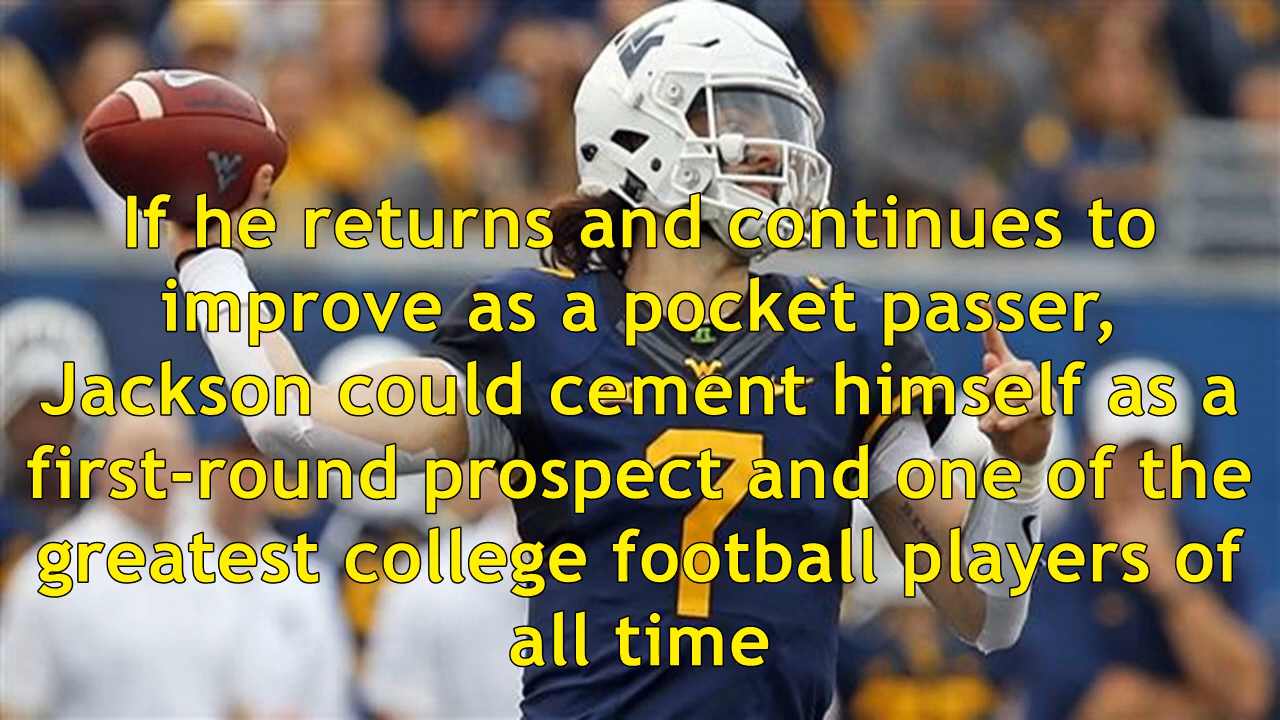 If he returns and continues to
improve as a pocket passer,
Jackson could cement himself as a
first-round prospect and one of the
greatest college football players of
all time
7